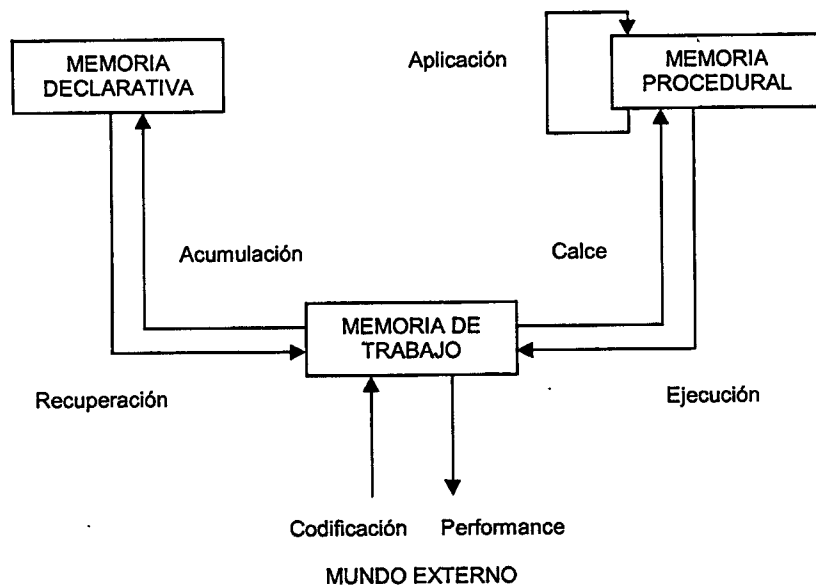 MEMORIA
DECLARATIVA
Aplicación
MEMORIA
PROCEDURAL
Acumulación
Calce
MEMORIA DE
TRABAJO
Recuperación
Ejecución
Codificación
Performance
MUNDO EXTERNO